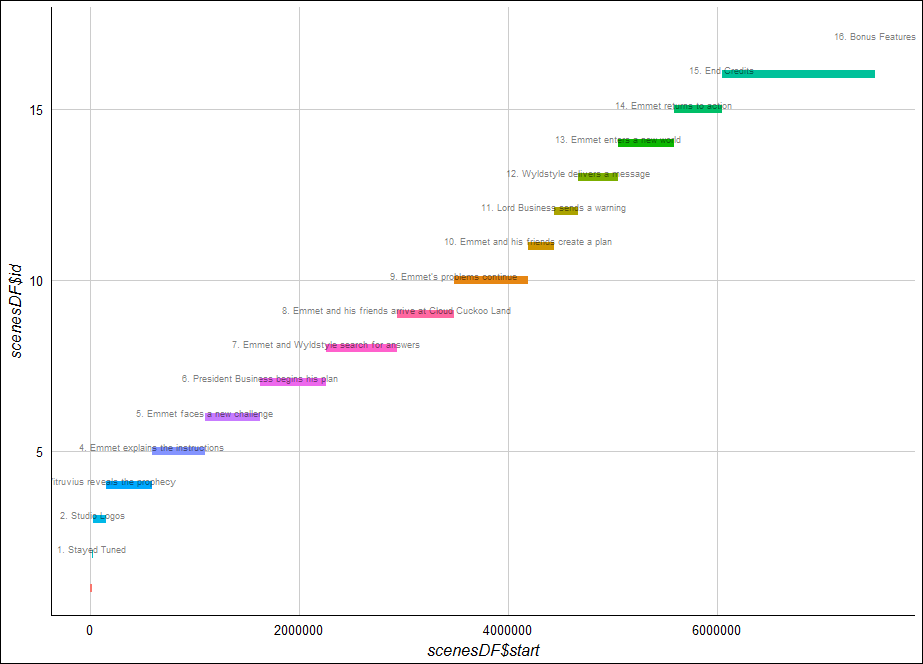 16. Bonus Features
15. End Credits
15
14. Emmet returns to action
13. Emmet enters a new world
12. Wyldstyle delivers a message
11. Lord Business sends a warning
10. Emmet and his friends create a plan
10
9. Emmet's problems continue
8. Emmet and his friends arrive at Cloud Cuckoo Land
7. Emmet and Wyldstyle search for answers
6. President Business begins his plan
5. Emmet faces a new challenge
5
4. Emmet explains the instructions
itruvius reveals the prophecy
2. Studio Logos
1. Stayed Tuned
scenesDF$id
0 2000000 4000000 6000000
scenesDF$start